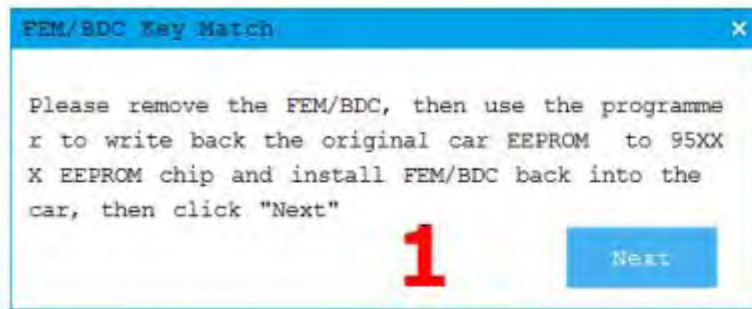 FEM/BDC Key Match
×
Please remove the FEM/BDC, then use the programme
r to write back the original car EEPROM to 95XX
X EEPROM chip and install FEM/BDC back into the
car, then click "Next"
1
Next